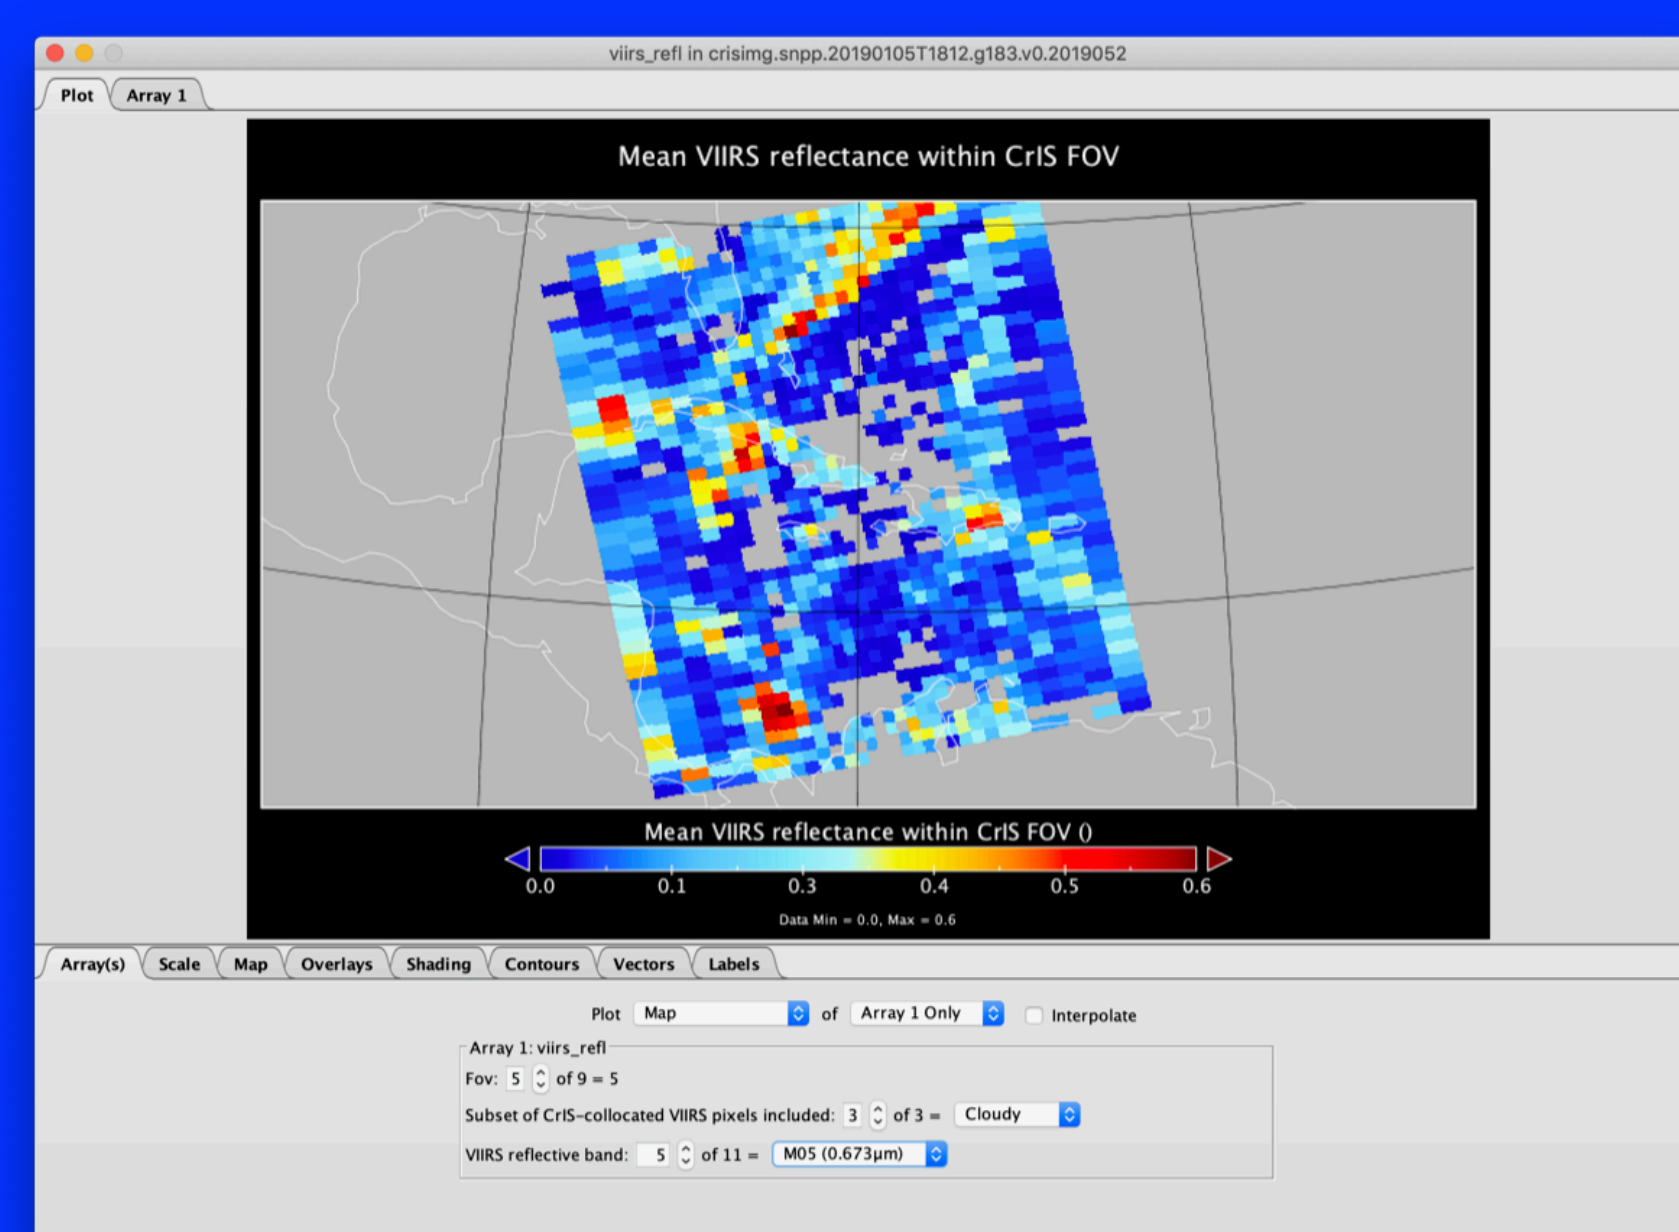 viirs_refl in crisimg.snpp.20190105T1812.g183.v0.2019052
Plot Array 1
Mean VIIRS reflectance within CrIS FOV
Mean VIIRS reflectance within CrIS FOV ()
0.0 0.1 0.3 0.4 0.5 0.6
Data Min = 0.0, Max = 0.6
Array(s) Scale Map Overlays Shading Contours Vectors Labels
Plot Map of Array 1 Only Interpolate
Array 1: viirs_refl
Fov: 5 of 9 = 5
Subset of CrIS-collocated VIIRS pixels included: 3 of 3 = Cloudy
VIIRS reflective band: 5 of 11 = M05 (0.673μm)